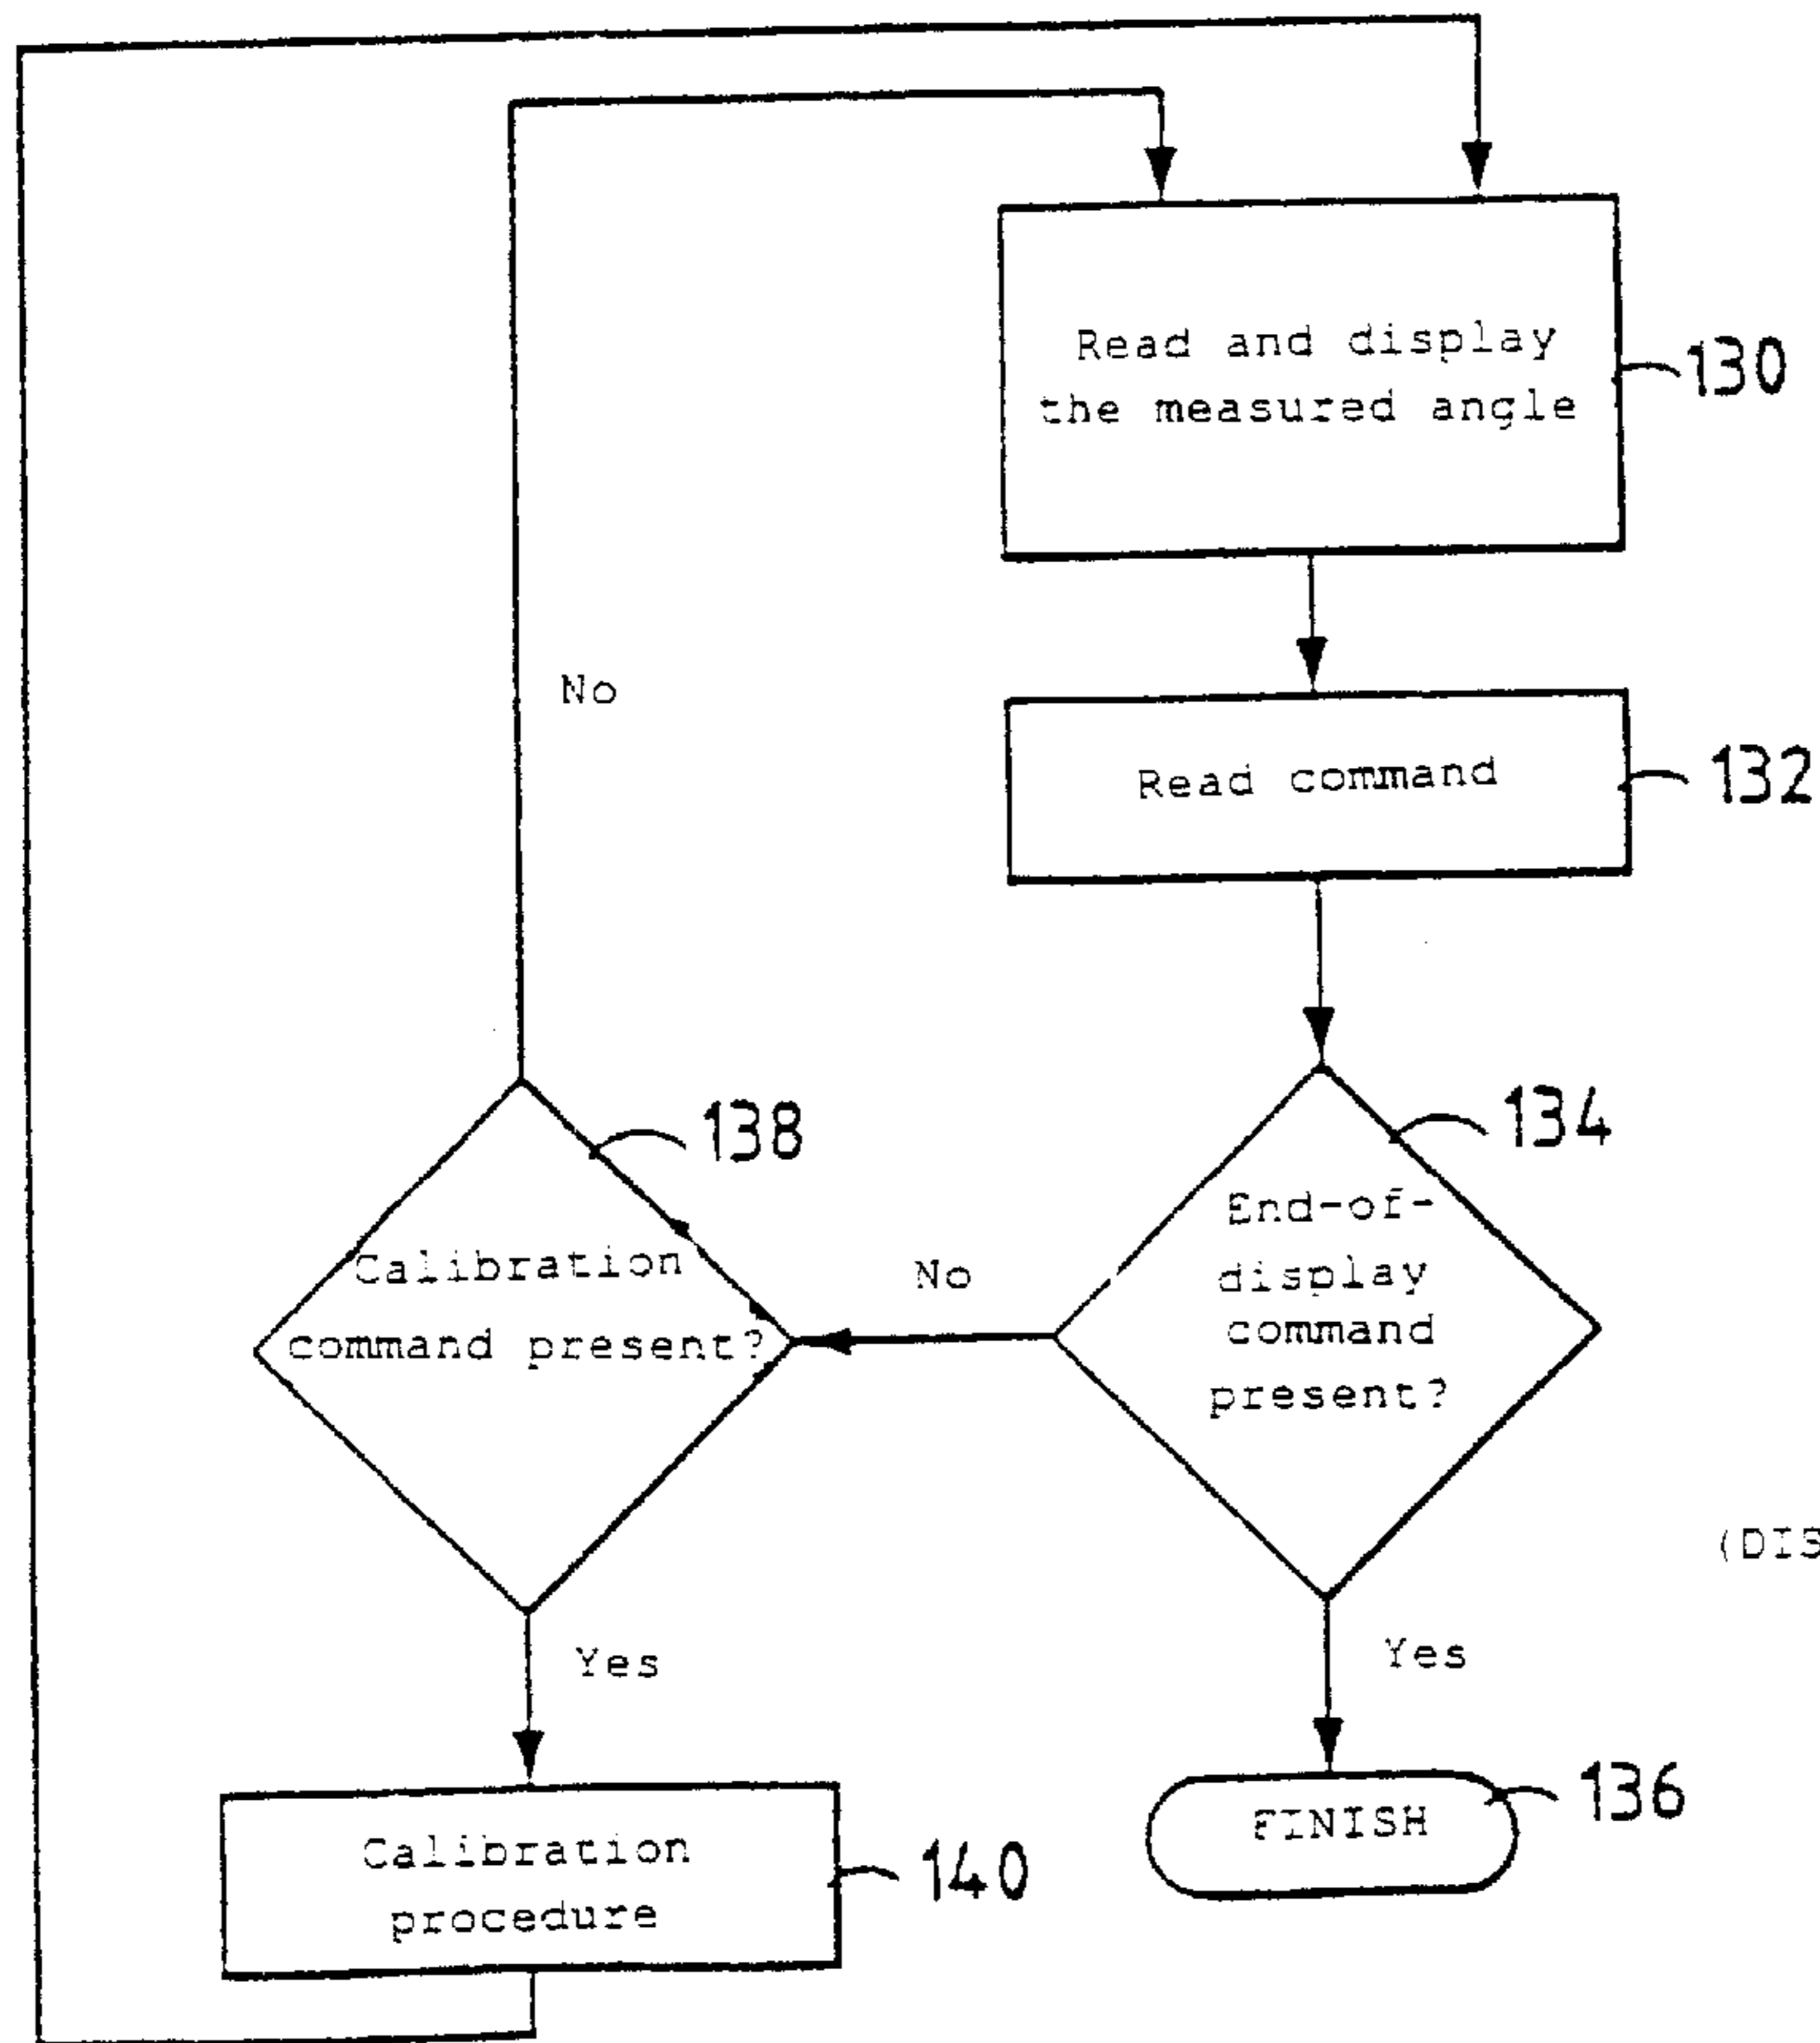 Read and display
the measured angle
130
No
Read command
132
138
134
Calibration
command present?
No
End-of-
display
command
present?
(DIS
Yes
Yes
Calibration
procedure
140
FINISH
136